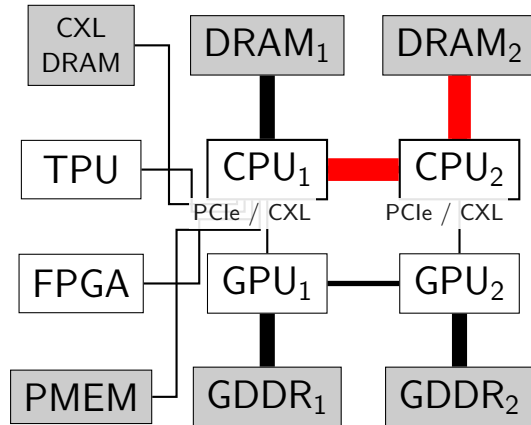 CXL
DRAM
DRAM₁
DRAM₂
TPU
CPU₁
CPU₂
PCIe / CXL
PCIe / CXL
FPGA
GPU₁
GPU₂
PMEM
GDDR₁
GDDR₂